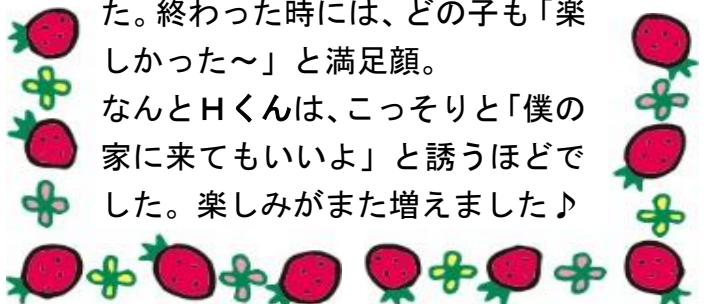 た。終わった時には、どの子も「楽
しかった～」と満足顔。
なんとHくんは、こっそりと「僕の
家に来てもいいよ」と誘うほどで
した。楽しみがまた増えました♪